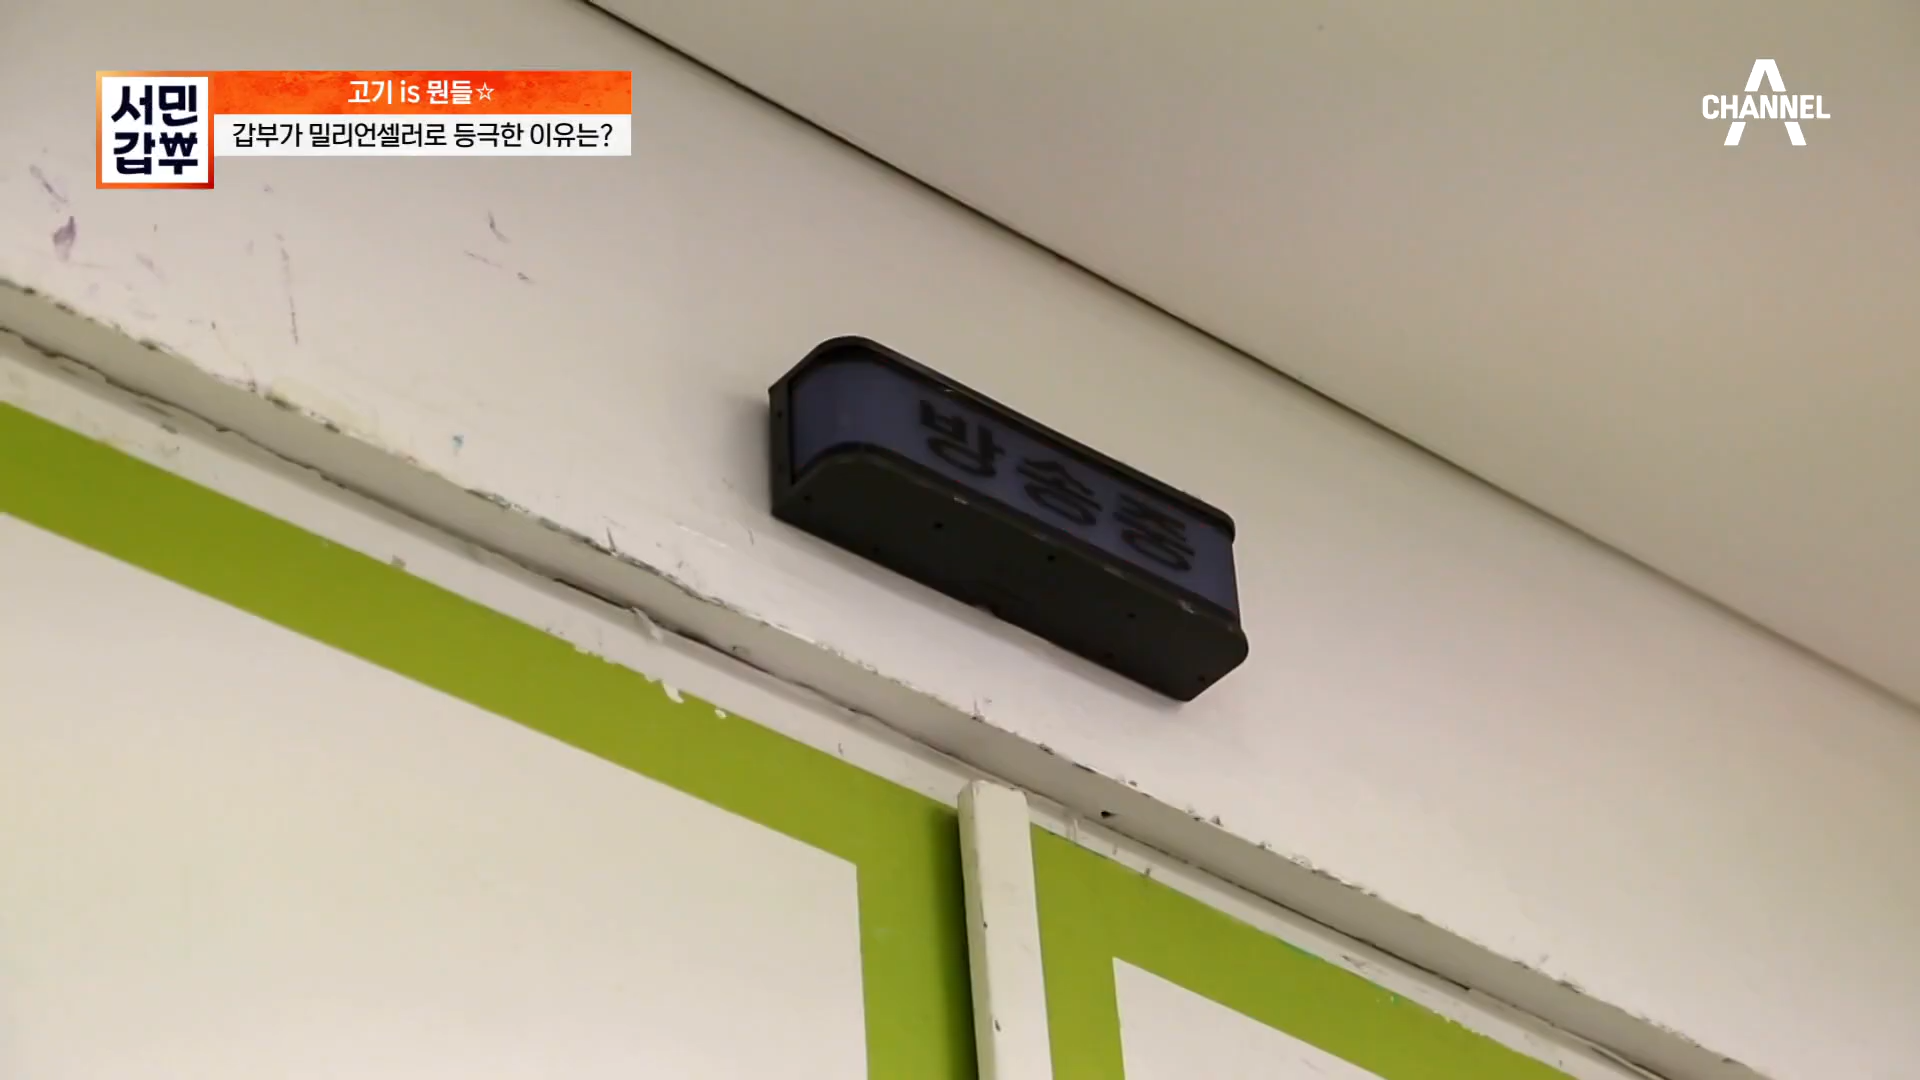 서민
갑부
고기 is 뭔들☆
갑부가 밀리언셀러로 등극한 이유는?
CHANNEL A
방송중